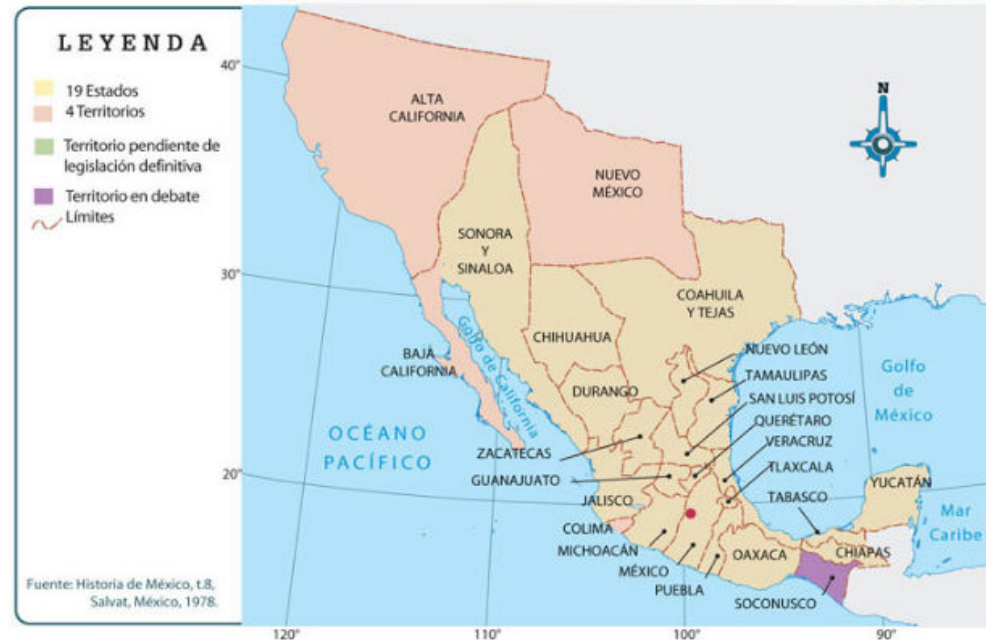 LEYENDA
19 Estados
4 Territorios
Territorio pendiente de
legislación definitiva
Territorio en debate
Límites
Fuente: Historia de México, t.8,
Salvat, México, 1978.
40°
30°
20°
120°
110°
100°
90°
N
ALTA
CALIFORNIA
NUEVO
MÉXICO
SONORA
Y
SINALOA
COAHUILA
Y TEJAS
CHIHUAHUA
BAJA
CALIFORNIA
Golfo de California
DURANGO
NUEVO LEÓN
TAMAULIPAS
SAN LUIS POTOSÍ
QUERÉTARO
VERACRUZ
TLAXCALA
TABASCO
YUCATÁN
Golfo
de
México
Mar
Caribe
OCÉANO
PACÍFICO
ZACATECAS
GUANAJUATO
JALISCO
COLIMA
MICHOACÁN
MÉXICO
PUEBLA
OAXACA
CHIAPAS
SOCONUSCO